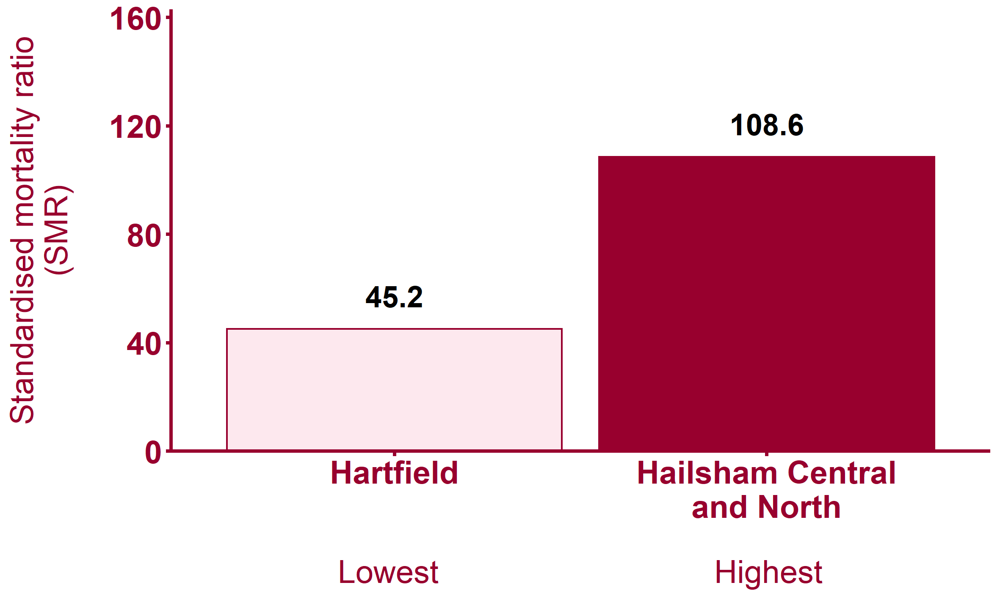 Standardised mortality ratio
(SMR)
160
120
80
40
0
45.2
108.6
Hartfield
Hailsham Central
and North
Lowest
Highest